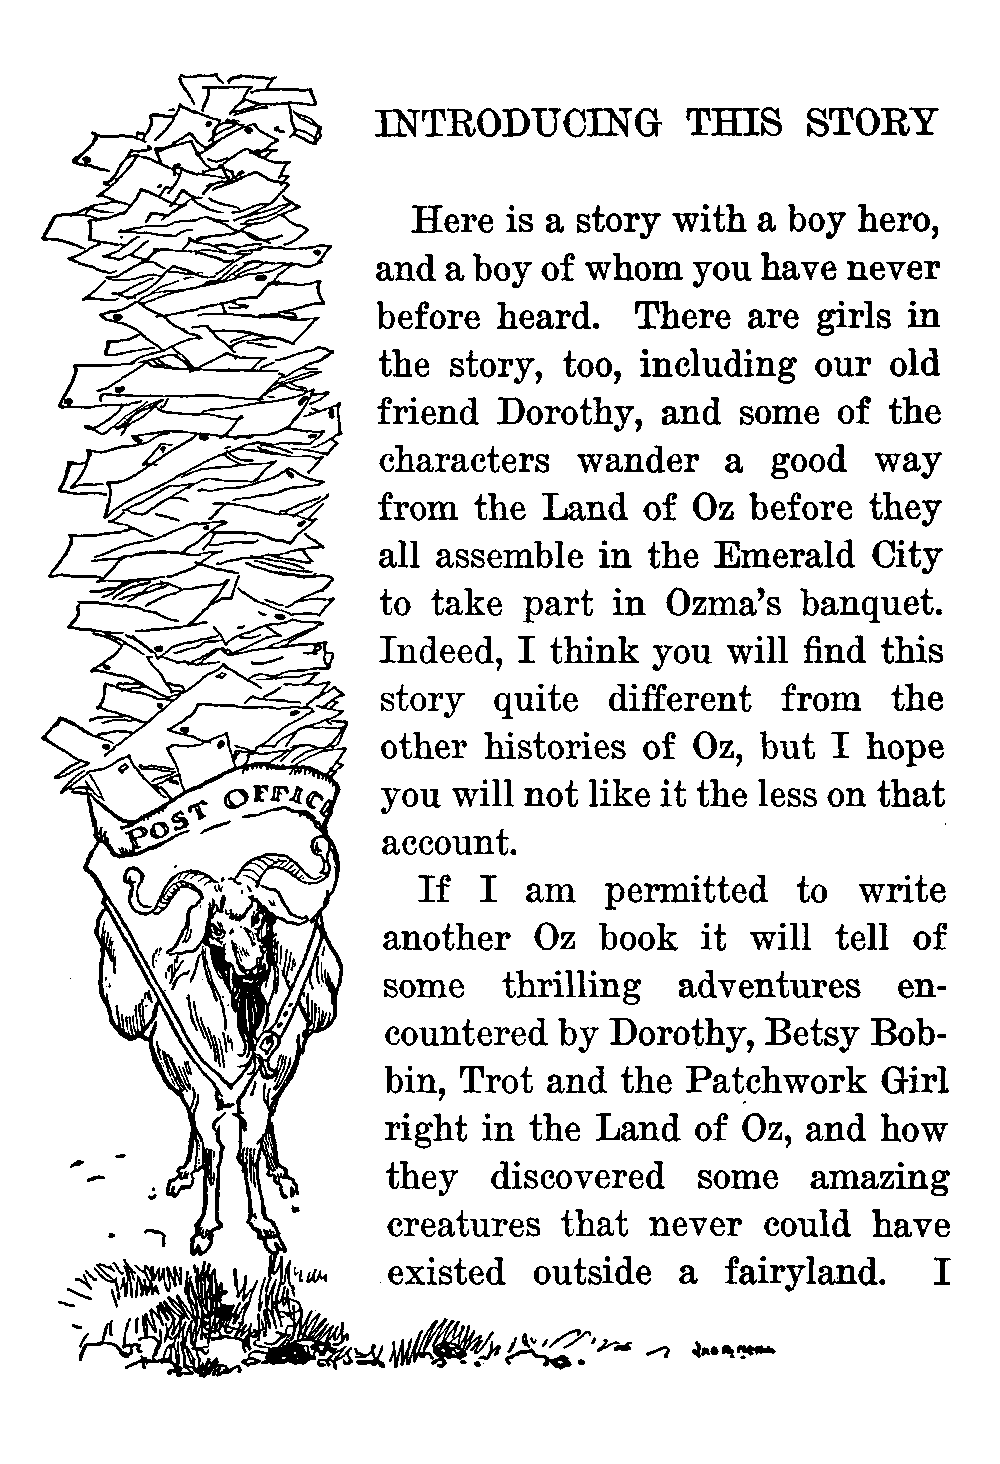 INTRODUCING THIS STORY
Here is a story with a boy hero,
and a boy of whom you have never
before heard. There are girls in
the story, too, including our old
friend Dorothy, and some of the
characters wander a good way
from the Land of Oz before they
all assemble in the Emerald City
to take part in Ozma's banquet.
Indeed, I think you will find this
story quite different from the
other histories of Oz, but I hope
you will not like it the less on that
account.
If I am permitted to write
another Oz book it will tell of
some thrilling adventures en-
countered by Dorothy, Betsy Bob-
bin, Trot and the Patchwork Girl
right in the Land of Oz, and how
they discovered some amazing
creatures that never could have
existed outside a fairyland. I
POST OFFICE